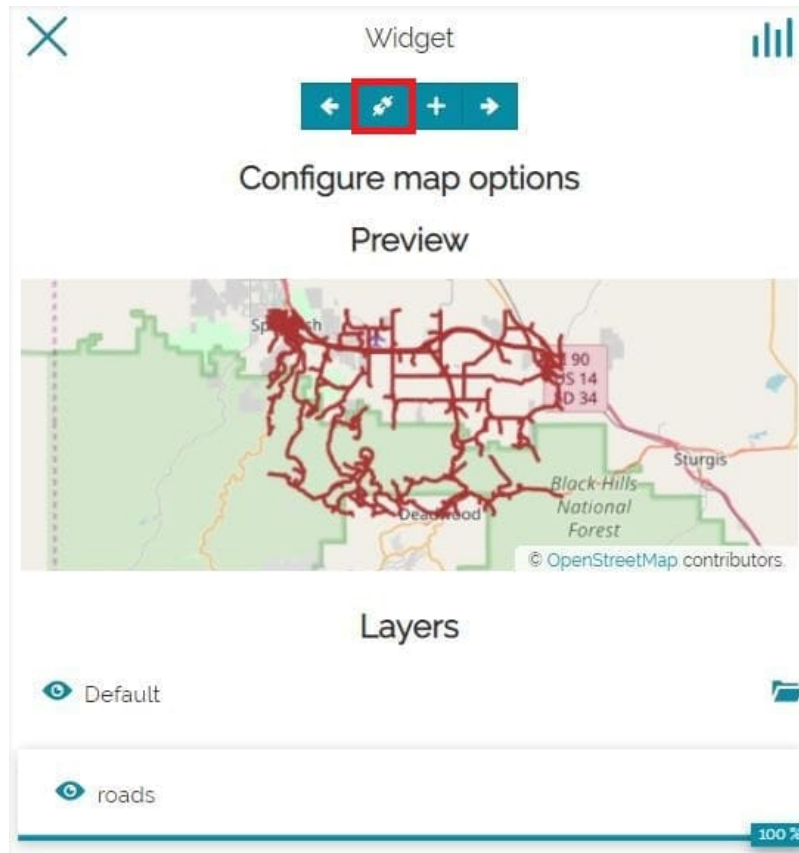 Widget
Configure map options
Preview
90
US 14
SD 34
Sturgis
Black Hills
National
Forest
Deadwood
© OpenStreetMap contributors.
Layers
Default
roads
100 %